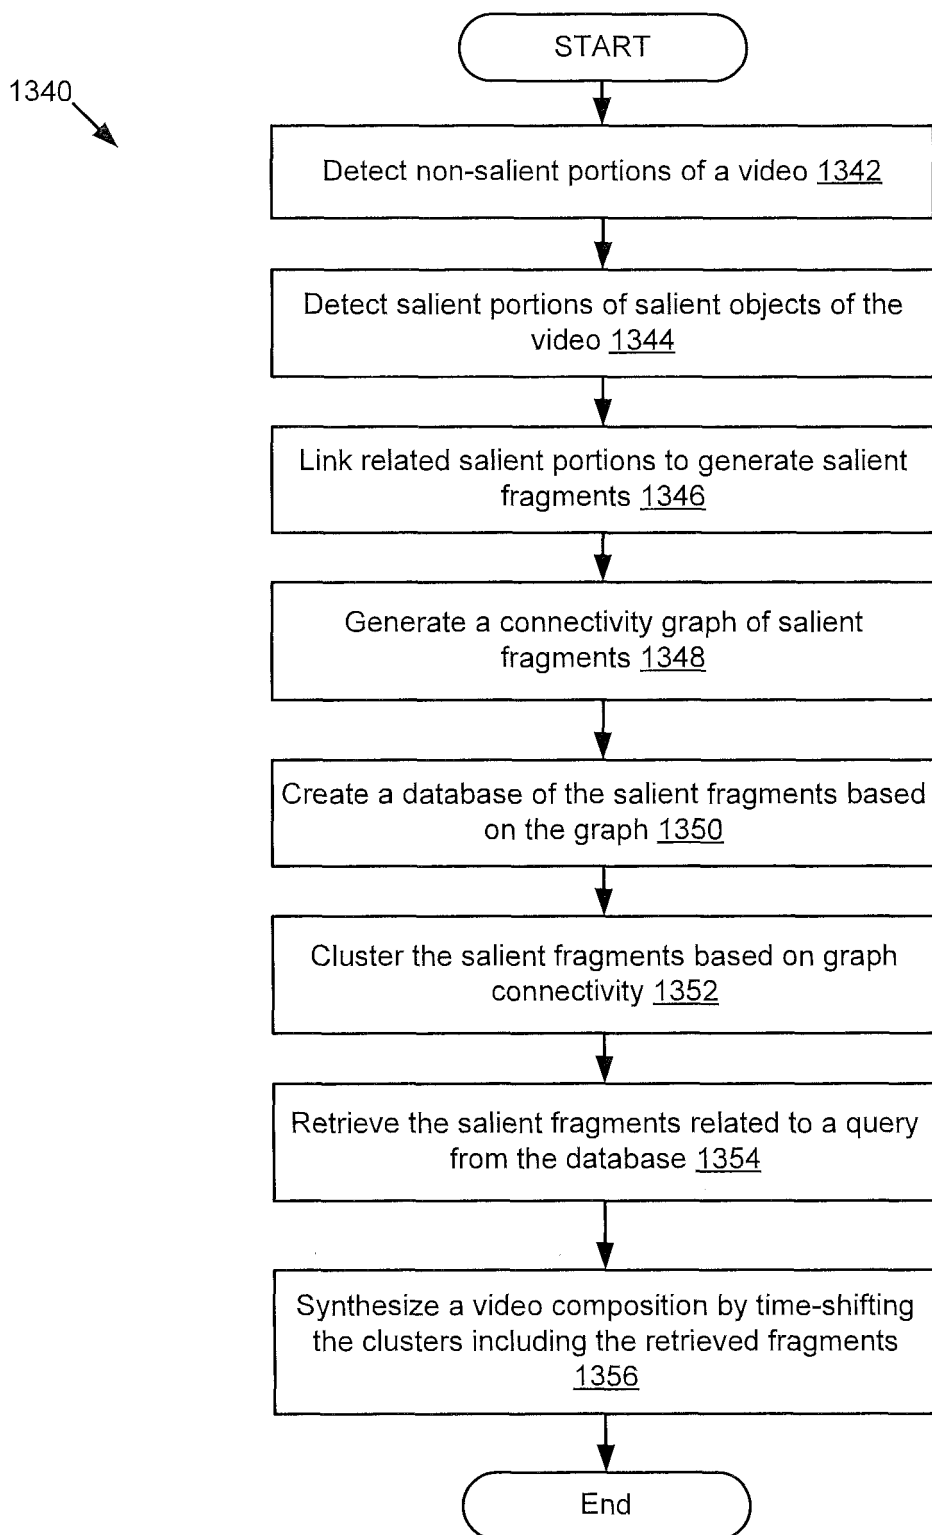 START
1340
Detect non-salient portions of a video 1342
Detect salient portions of salient objects of the
video 1344
Link related salient portions to generate salient
fragments 1346
Generate a connectivity graph of salient
fragments 1348
Create a database of the salient fragments based
on the graph 1350
Cluster the salient fragments based on graph
connectivity 1352
Retrieve the salient fragments related to a query
from the database 1354
Synthesize a video composition by time-shifting
the clusters including the retrieved fragments
1356
End